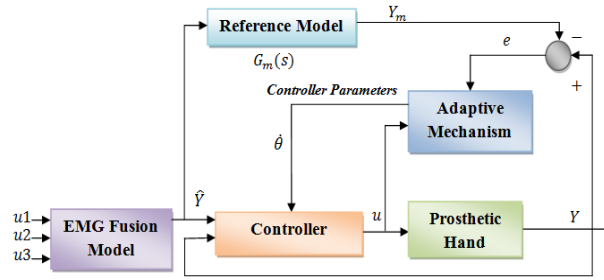 Reference Model
Y_m
−
G_m(s)
e
+
Controller Parameters
Adaptive
Mechanism
θ̇
u1
u2
u3
EMG Fusion
Model
Ŷ
Controller
u
Prosthetic
Hand
Y